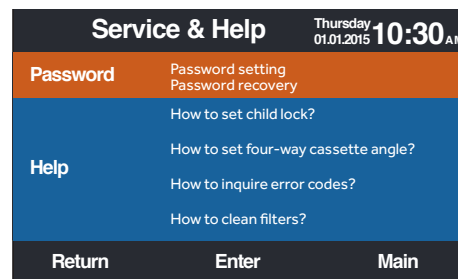 Service & Help
Thursday
01.01.2015
10:30 AM
Password
Password setting
Password recovery
Help
How to set child lock?
How to set four-way cassette angle?
How to inquire error codes?
How to clean filters?
Return Enter Main